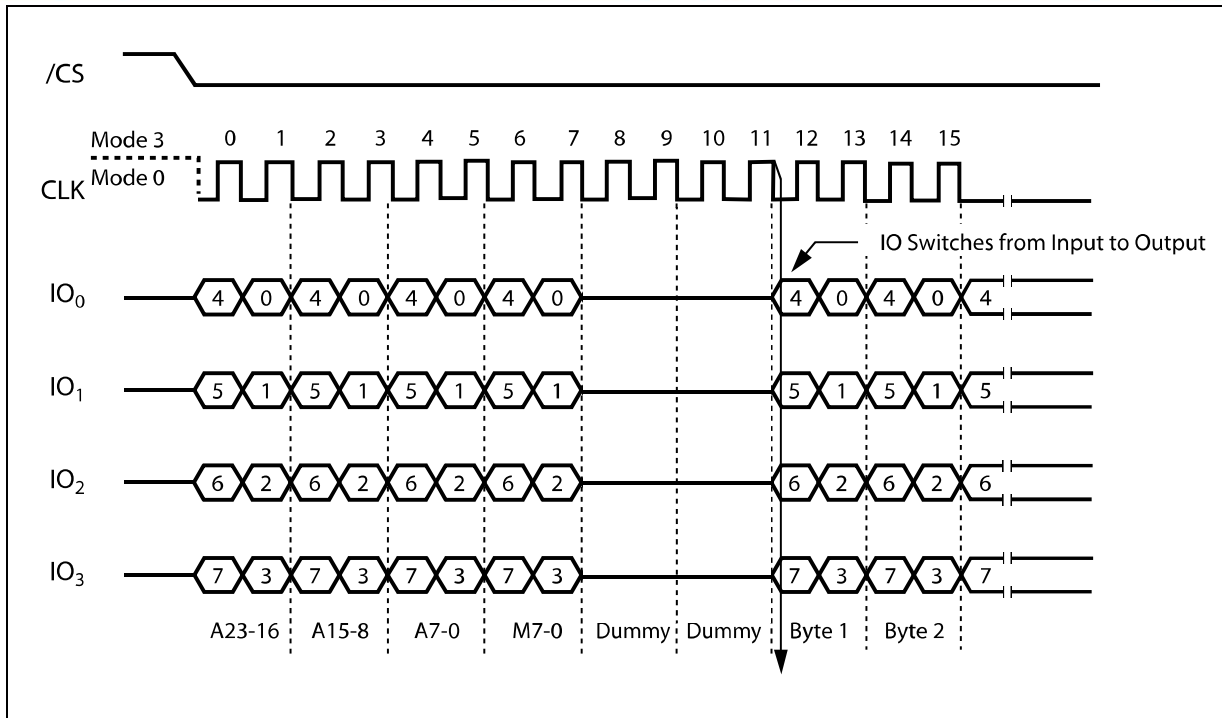 /CS
Mode 3
0 1 2 3 4 5 6 7 8 9 10 11 12 13 14 15
CLK
Mode 0
IO Switches from Input to Output
IO0 4 0 4 0 4 0 4 0 4 0 4 0 4
IO1 5 1 5 1 5 1 5 1 5 1 5 1 5
IO2 6 2 6 2 6 2 6 2 6 2 6 2 6
IO3 7 3 7 3 7 3 7 3 7 3 7 3 7
A23-16 A15-8 A7-0 M7-0 Dummy Dummy Byte 1 Byte 2